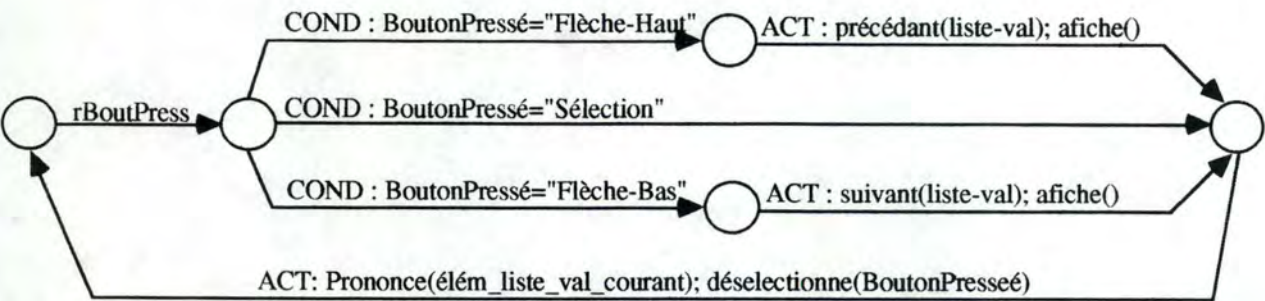 COND : BoutonPressé="Flèche-Haut"
ACT : précédant(liste-val); afiche()
rBoutPress
COND : BoutonPressé="Sélection"
COND : BoutonPressé="Flèche-Bas"
ACT : suivant(liste-val); afiche()
ACT: Prononce(élém_liste_val_courant); déselectionne(BoutonPresseé)